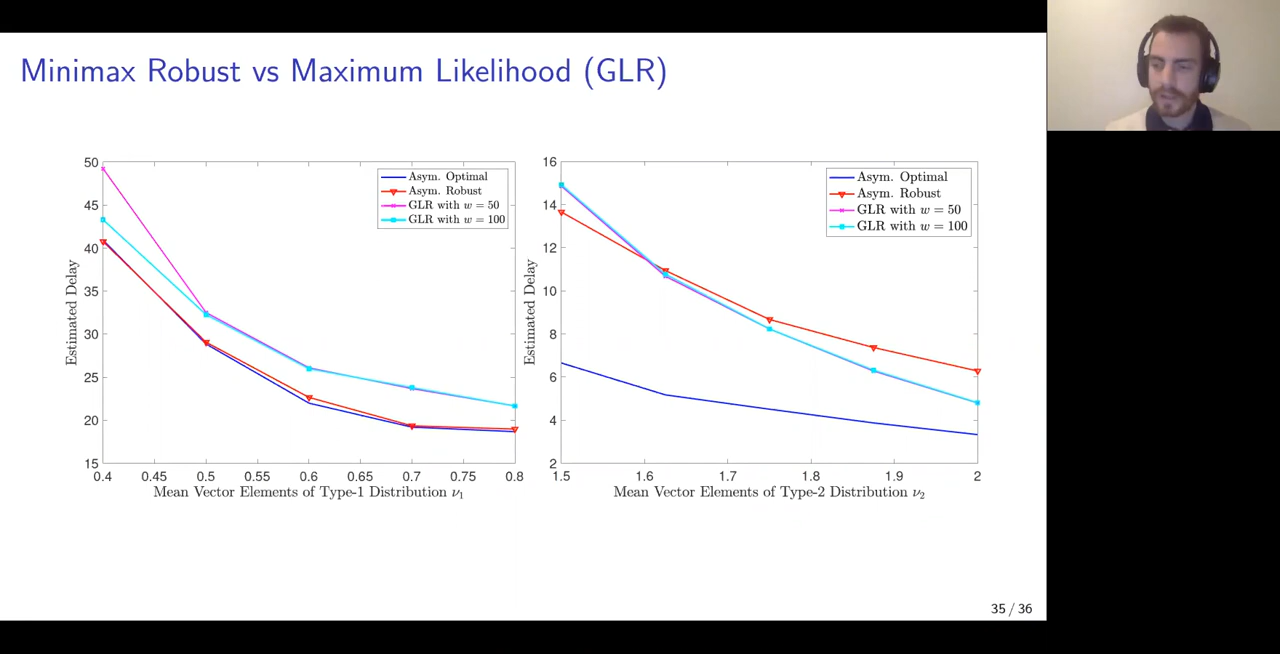 Minimax Robust vs Maximum Likelihood (GLR)
50
45
40
35
30
25
20
15
Estimated Delay
Asym. Optimal
Asym. Robust
GLR with w = 50
GLR with w = 100
0.4 0.45 0.5 0.55 0.6 0.65 0.7 0.75 0.8
Mean Vector Elements of Type-1 Distribution ν₁
16
14
12
10
8
6
4
2
Estimated Delay
Asym. Optimal
Asym. Robust
GLR with w = 50
GLR with w = 100
1.5 1.6 1.7 1.8 1.9 2
Mean Vector Elements of Type-2 Distribution ν₂
35 / 36